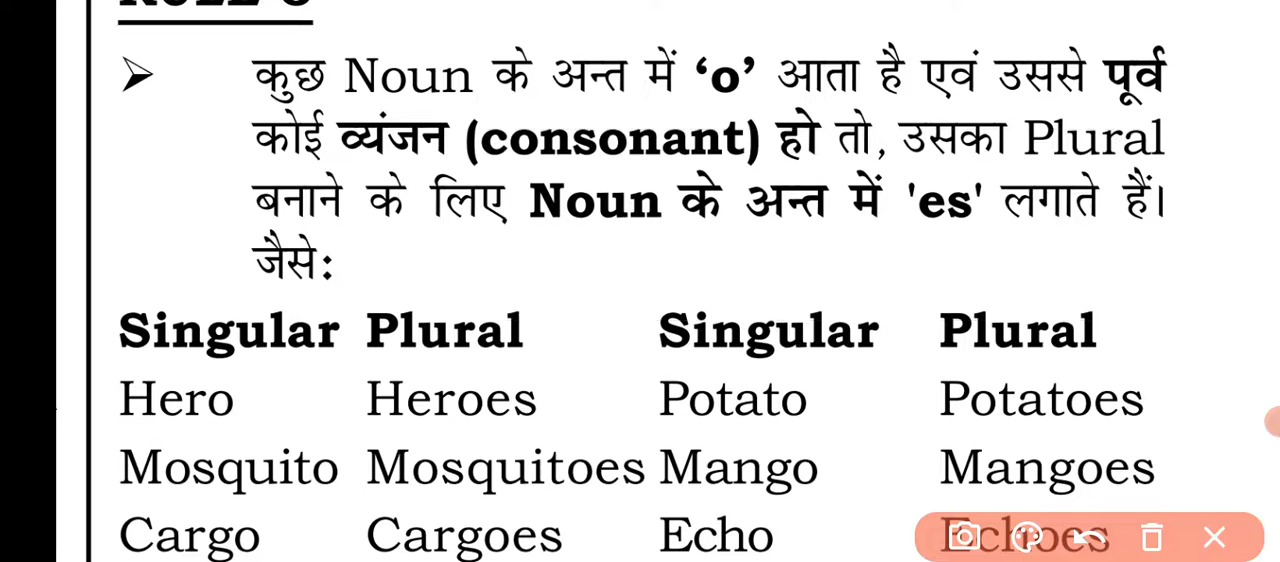 कुछ Noun के अन्त में ‘o’ आता है एवं उससे पूर्व
कोई व्यंजन (consonant) हो तो, उसका Plural
बनाने के लिए Noun के अन्त में 'es' लगाते हैं।
जैसे:
Singular Plural Singular Plural
Hero Heroes Potato Potatoes
Mosquito Mosquitoes Mango Mangoes
Cargo Cargoes Echo Echoes